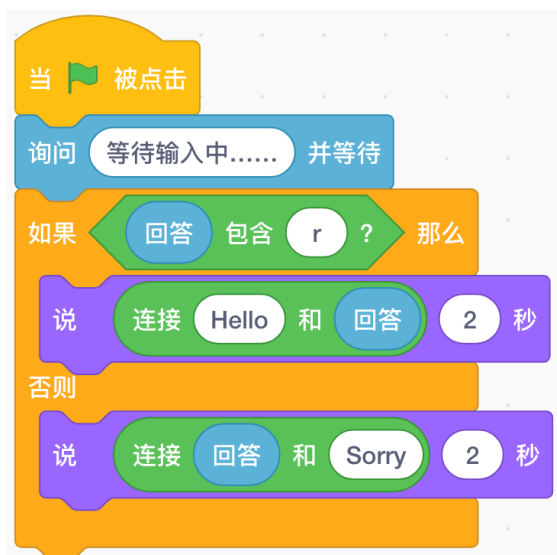 当 被点击
询问 等待输入中…… 并等待
如果 回答 包含 r ? 那么
说 连接 Hello 和 回答 2 秒
否则
说 连接 回答 和 Sorry 2 秒